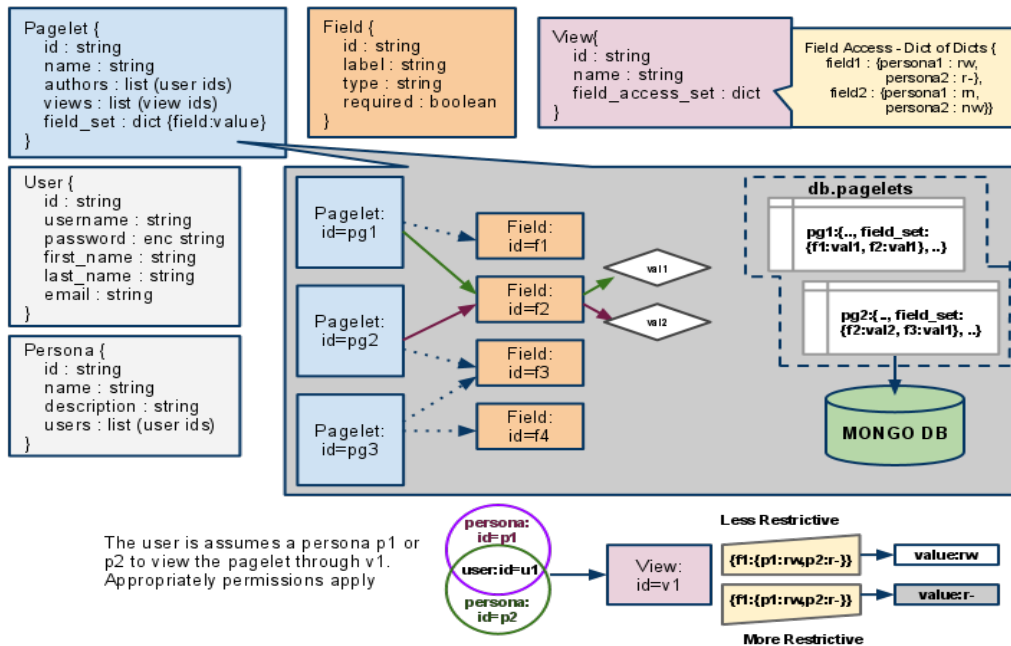 Pagelet {
id : string
name : string
authors : list (user ids)
views : list (view ids)
field_set : dict {field:value}
}
Field {
id : string
label : string
type : string
required : boolean
}
View{
id : string
name : string
field_access_set : dict
}
Field Access - Dict of Dicts {
field1 : {persona1 : rw,
persona2 : r-},
field2 : {persona1 : rn,
persona2 : nw}}
User {
id : string
username : string
password : enc string
first_name : string
last_name : string
email : string
}
Persona {
id : string
name : string
description : string
users : list (user ids)
}
Pagelet:
id=pg1
Pagelet:
id=pg2
Pagelet:
id=pg3
Field:
id=f1
Field:
id=f2
Field:
id=f3
Field:
id=f4
val1
val2
db.pagelets
pg1:{.., field_set:
{f1:val1, f2:val1}, ..}
pg2:{.., field_set:
{f2:val2, f3:val1}, ..}
MONGO DB
The user is assumes a persona p1 or
p2 to view the pagelet through v1.
Appropriately permissions apply
persona:
id=p1
user:id=u1
persona:
id=p2
View:
id=v1
Less Restrictive
{f1:{p1:rw,p2:r-}}
value:rw
{f1:{p1:rw,p2:r-}}
value:r-
More Restrictive